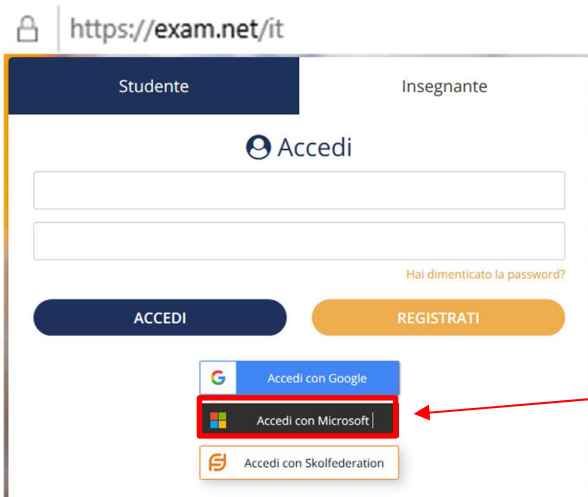 https://exam.net/it
Studente
Insegnante
Accedi
Hai dimenticato la password?
ACCEDI
REGISTRATI
Accedi con Google
Accedi con Microsoft
Accedi con Skolfederation